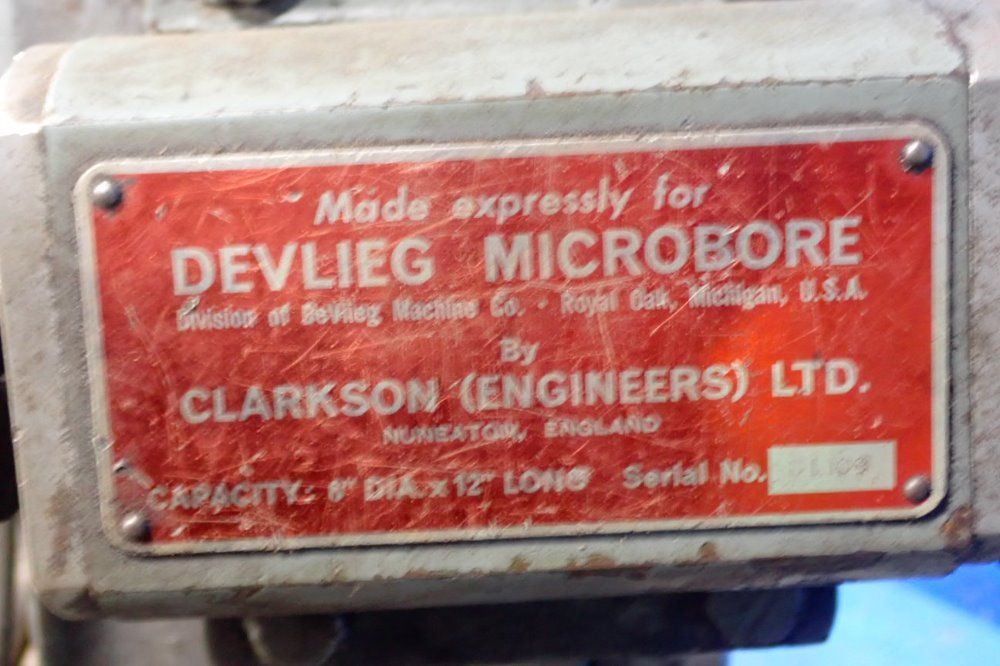 Made expressly for
DEVLIEG MICROBORE
Division of DeVlieg Machine Co. · Royal Oak, Michigan, U.S.A.
By
CLARKSON (ENGINEERS) LTD.
NUNEATON, ENGLAND
CAPACITY: 8" DIA. x 12" LONG Serial No.